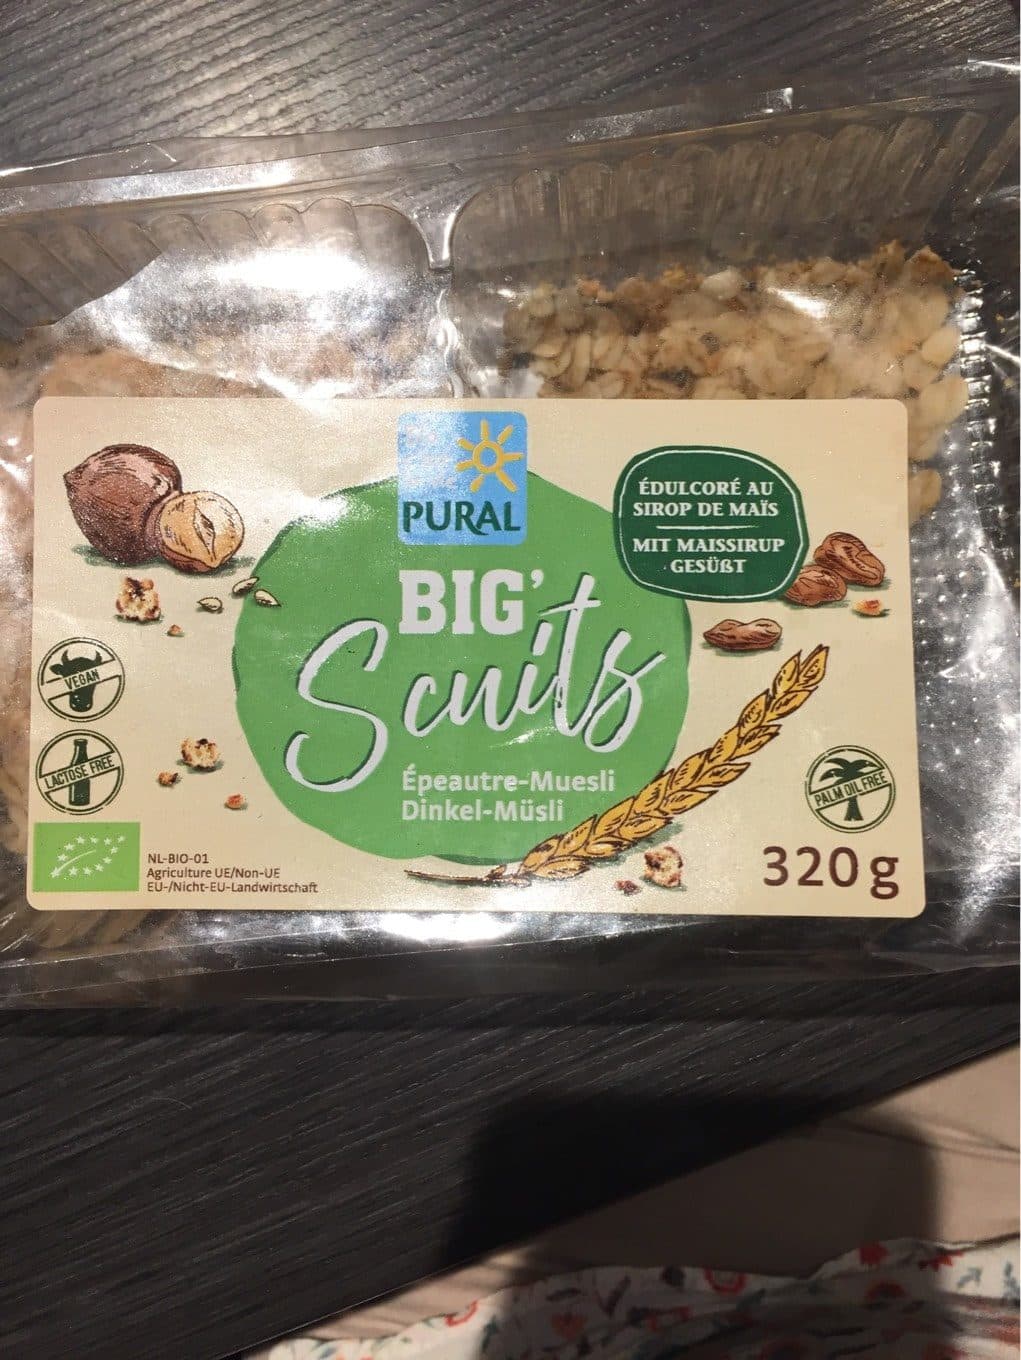 PURAL
BIG'
Scuits
Épeautre-Muesli
Dinkel-Müsli
ÉDULCORÉ AU
SIROP DE MAÏS
MIT MAISSIRUP
GESÜßT
VEGAN
LACTOSE FREE
PALM OIL FREE
NL-BIO-01
Agriculture UE/Non-UE
EU-/Nicht-EU-Landwirtschaft
320 g